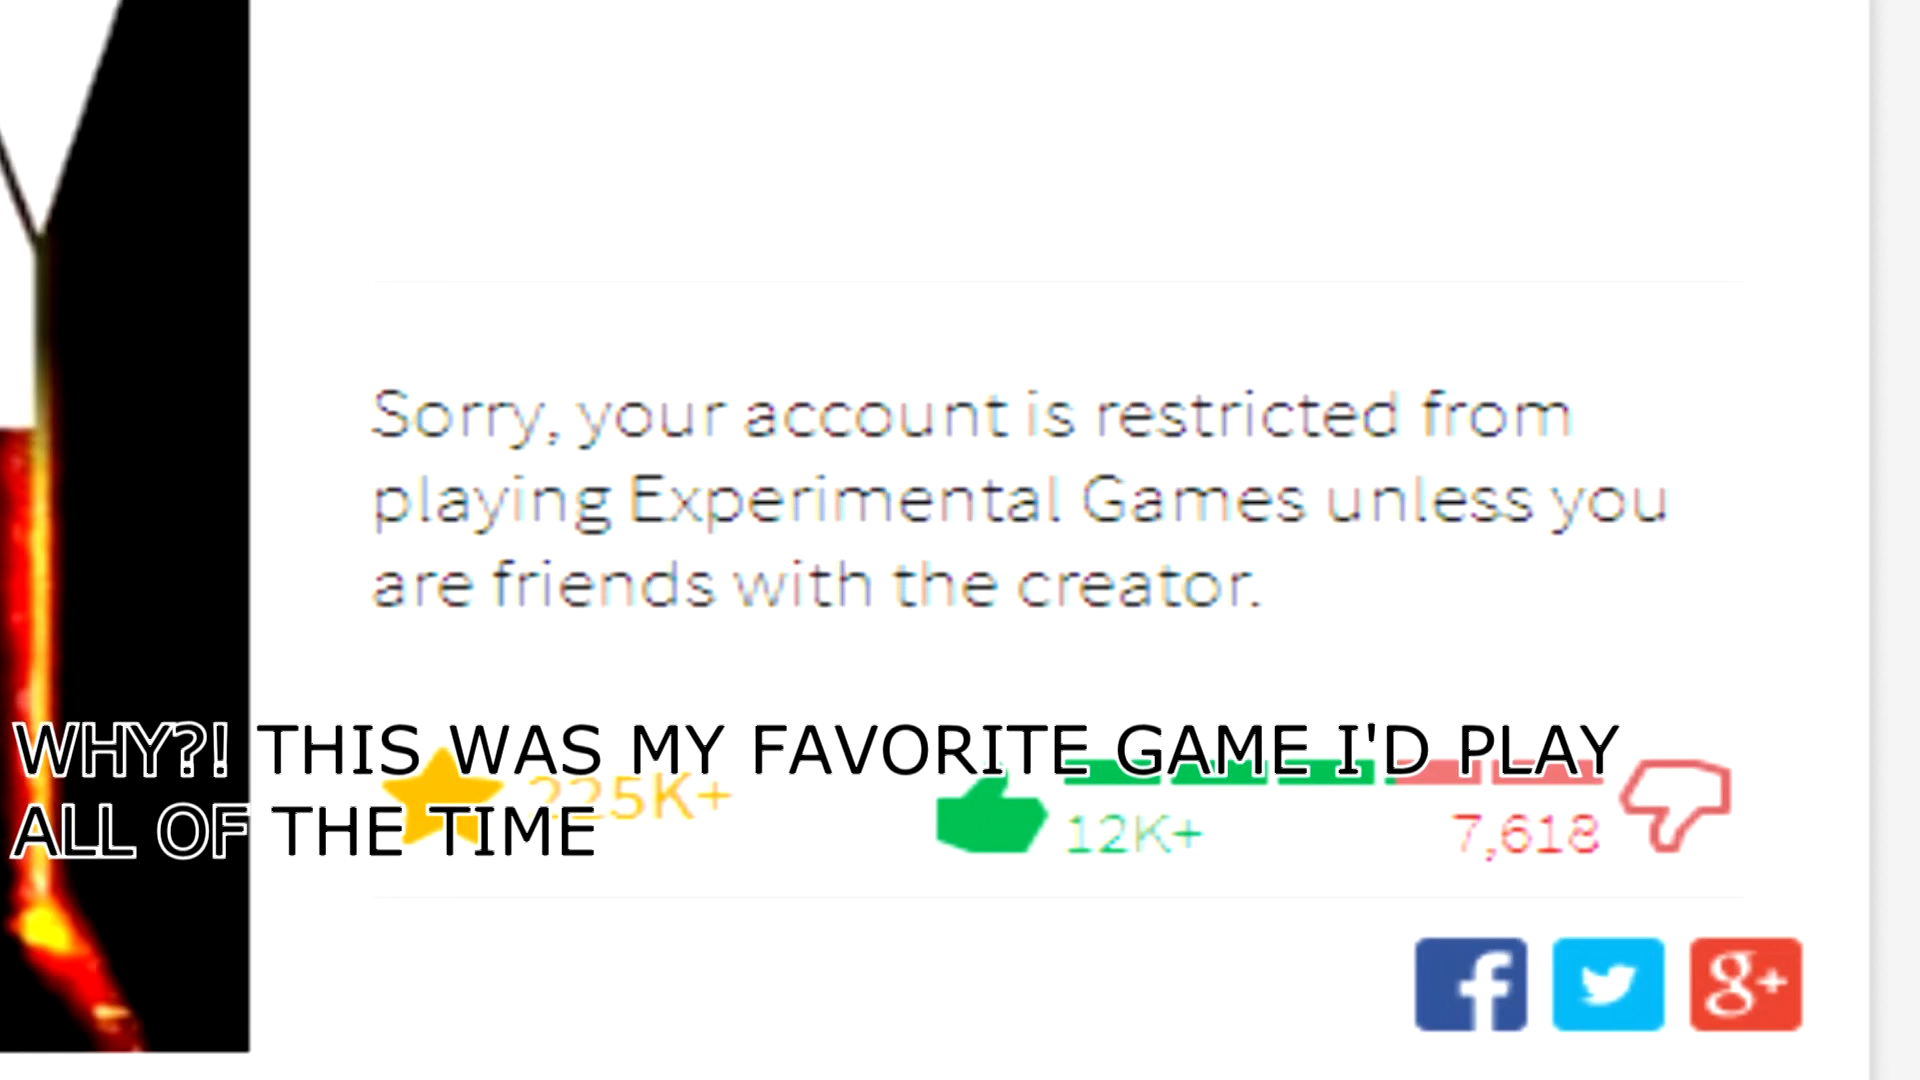 Sorry, your account is restricted from
playing Experimental Games unless you
are friends with the creator.
WHY?! THIS WAS MY FAVORITE GAME I'D PLAY
ALL OF THE TIME
225K+
12K+
7,618
f
g+